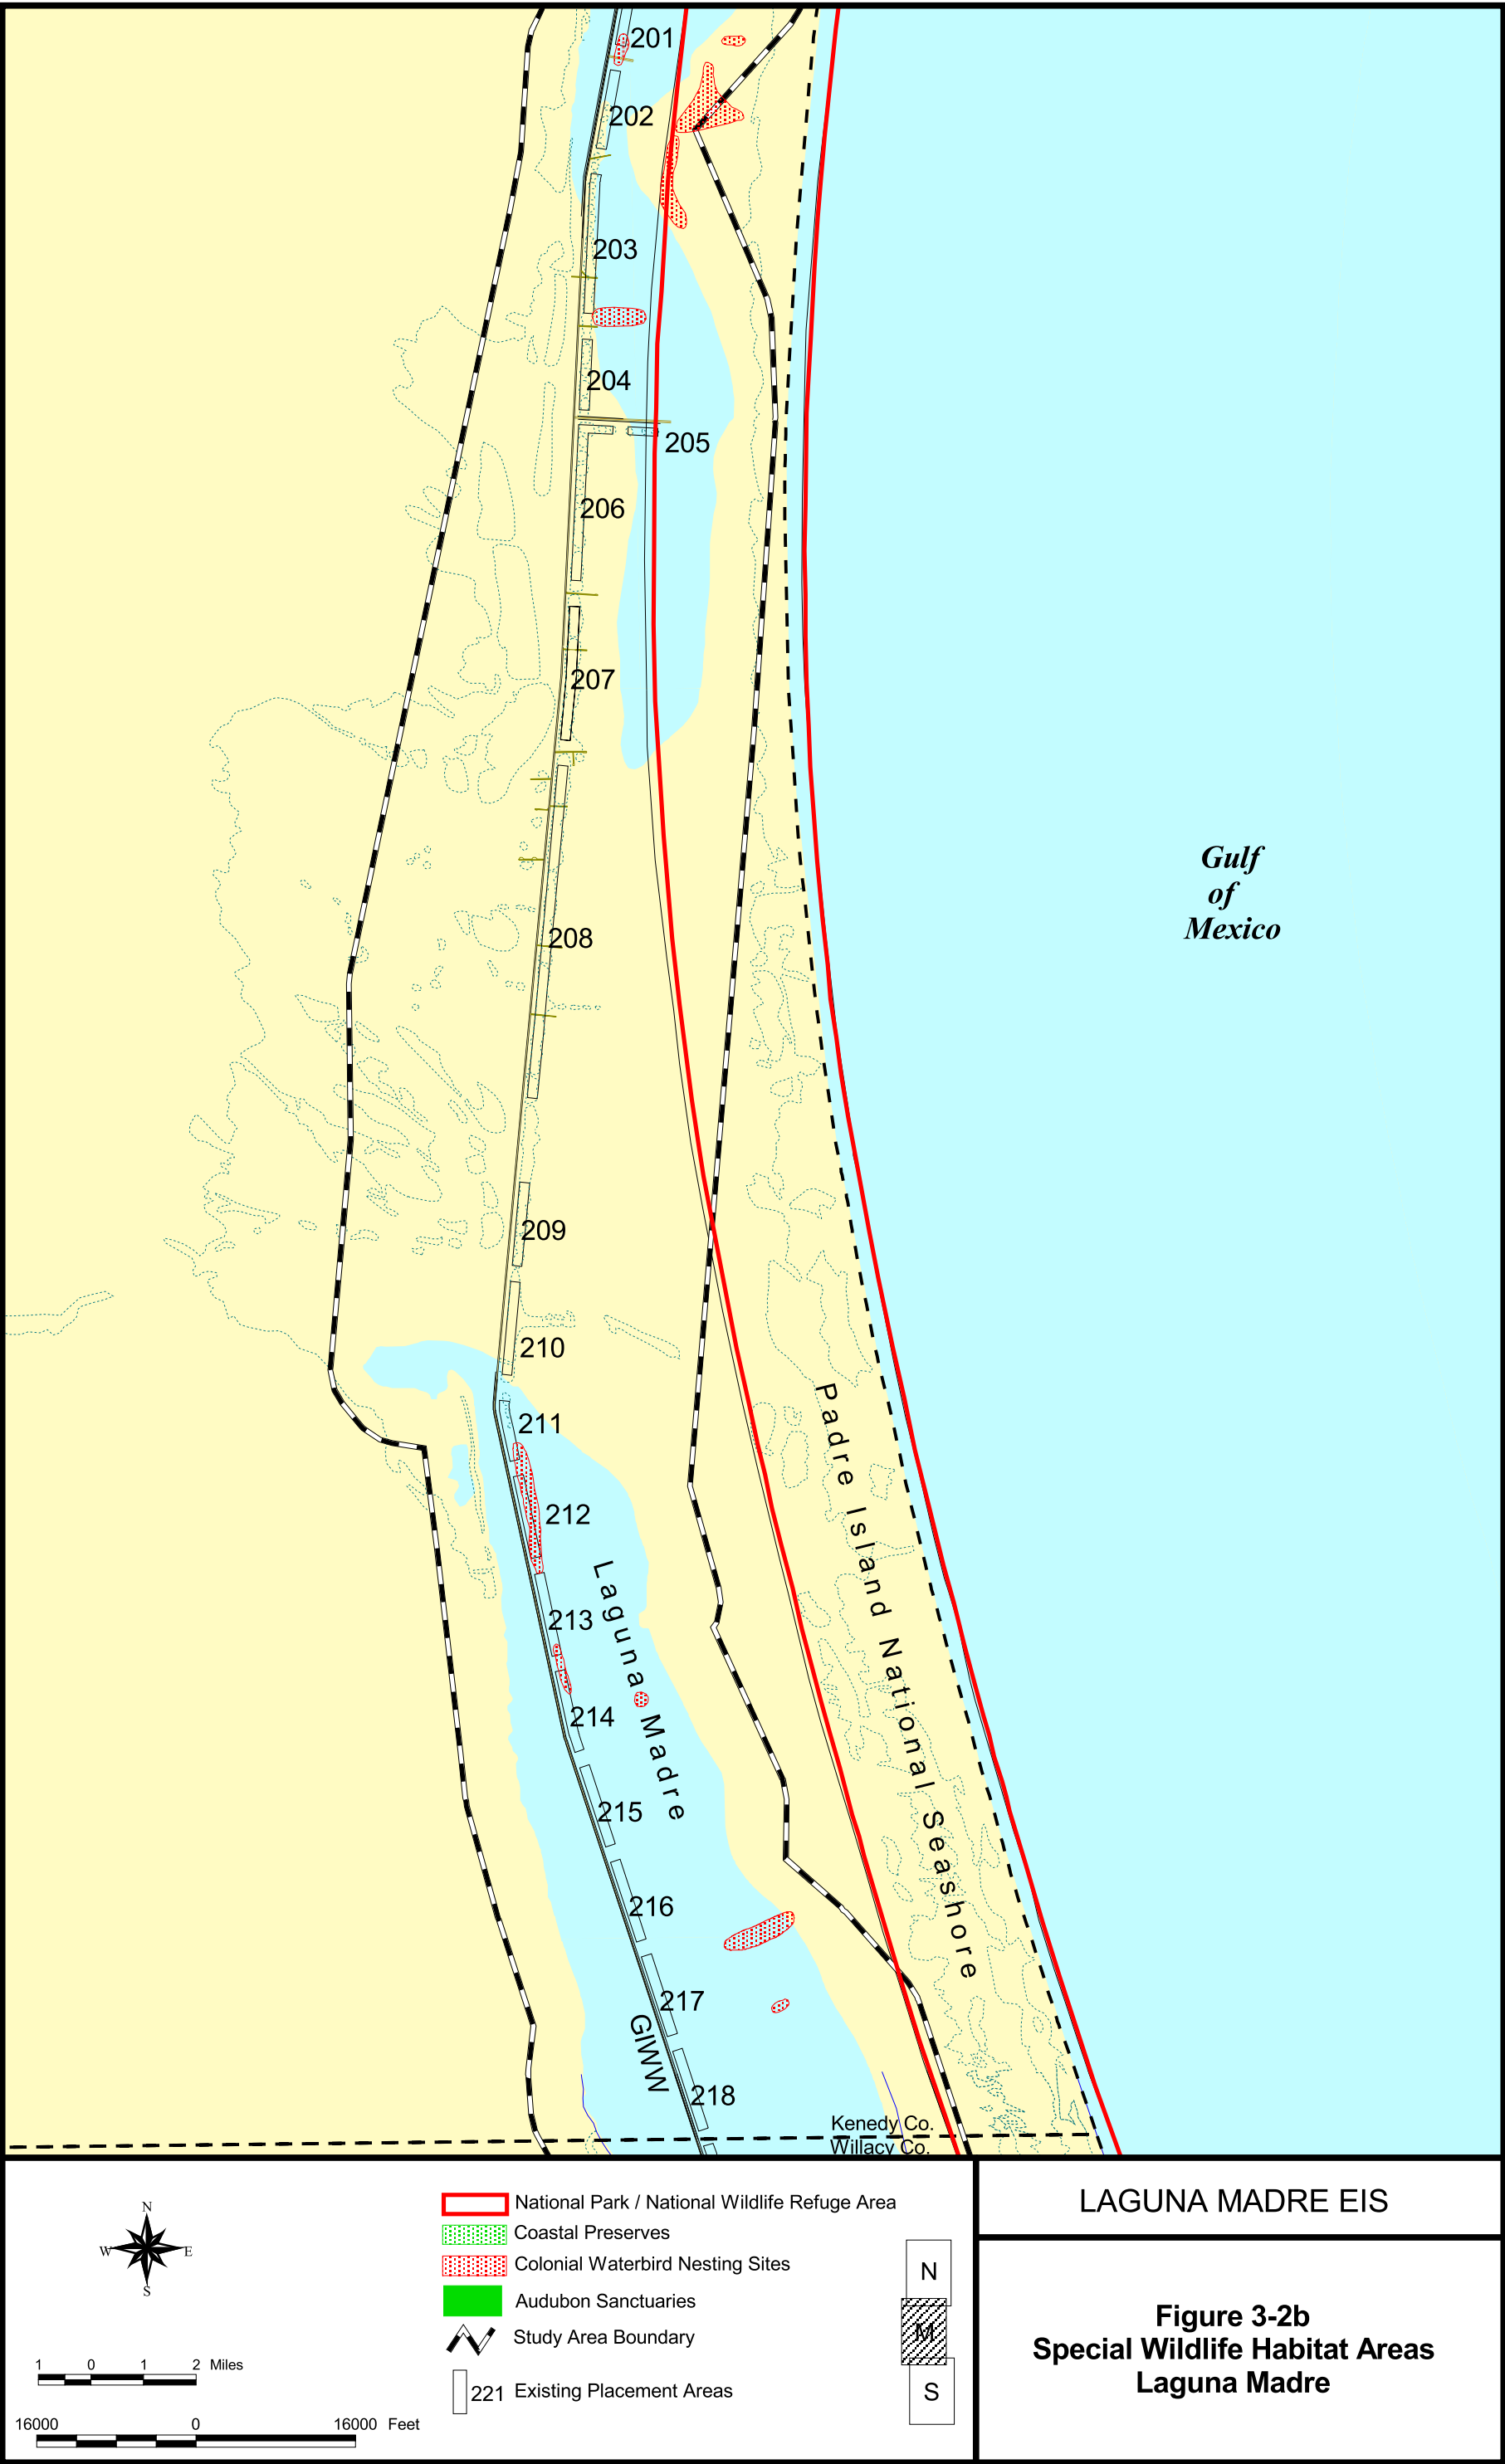 201
202
203
204
205
206
207
Gulf
of
Mexico
208
209
210
211
212
213
214
215
216
217
218
Padre Island National Seashore
Laguna Madre
GIWW
Kenedy Co.
Willacy Co.
N
W E
S
1 0 1 2 Miles
16000 0 16000 Feet
National Park / National Wildlife Refuge Area
Coastal Preserves
Colonial Waterbird Nesting Sites
Audubon Sanctuaries
Study Area Boundary
221 Existing Placement Areas
N
M
S
LAGUNA MADRE EIS
Figure 3-2b
Special Wildlife Habitat Areas
Laguna Madre